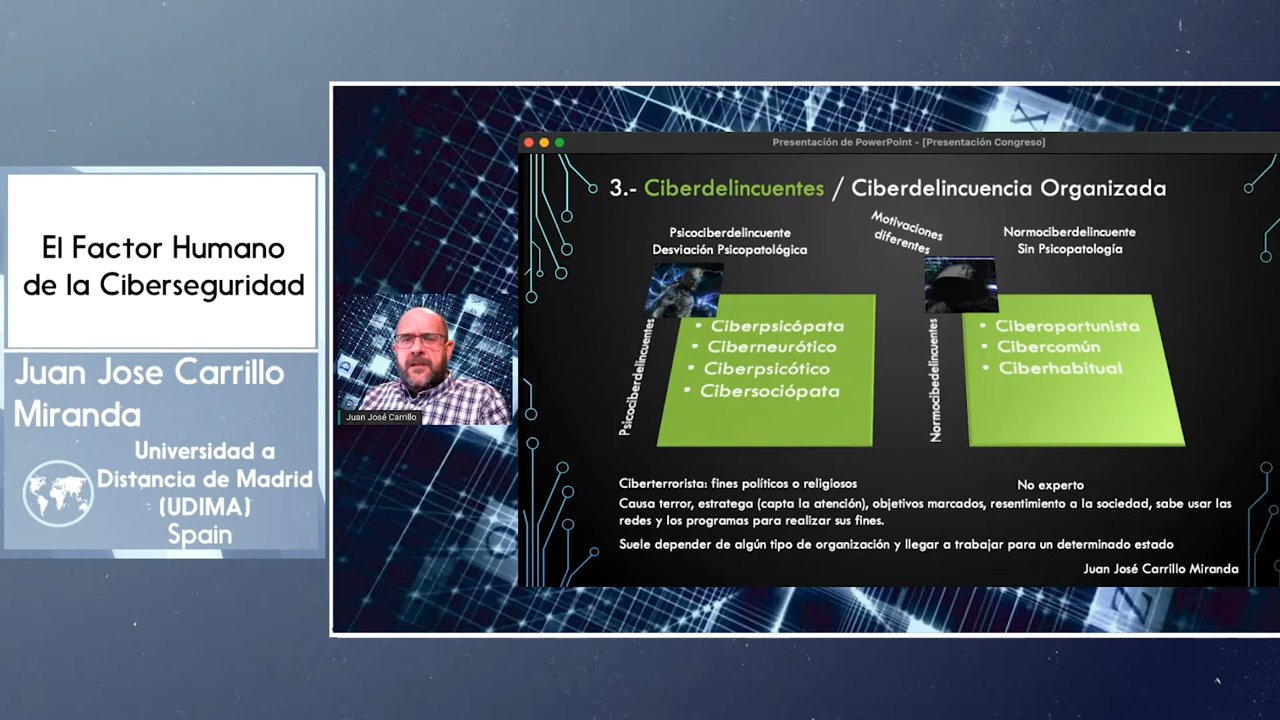 El Factor Humano
de la Ciberseguridad
Juan Jose Carrillo
Miranda
Universidad a
Distancia de Madrid
(UDIMA)
Spain
Juan José Carrillo
Presentación de PowerPoint - [Presentación Congreso]
3.- Ciberdelincuentes / Ciberdelincuencia Organizada
Psicociberdelincuente
Desviación Psicopatológica
Motivaciones
diferentes
Normociberdelincuente
Sin Psicopatología
Psicociberdelincuentes
• Ciberpsicópata
• Ciberneurótico
• Ciberpsicótico
• Cibersociópata
Normocibedelincuentes
• Ciberoportunista
• Cibercomún
• Ciberhabitual
Ciberterrorista: fines políticos o religiosos
No experto
Causa terror, estratega (capta la atención), objetivos marcados, resentimiento a la sociedad, sabe usar las
redes y los programas para realizar sus fines.
Suele depender de algún tipo de organización y llegar a trabajar para un determinado estado
Juan José Carrillo Miranda